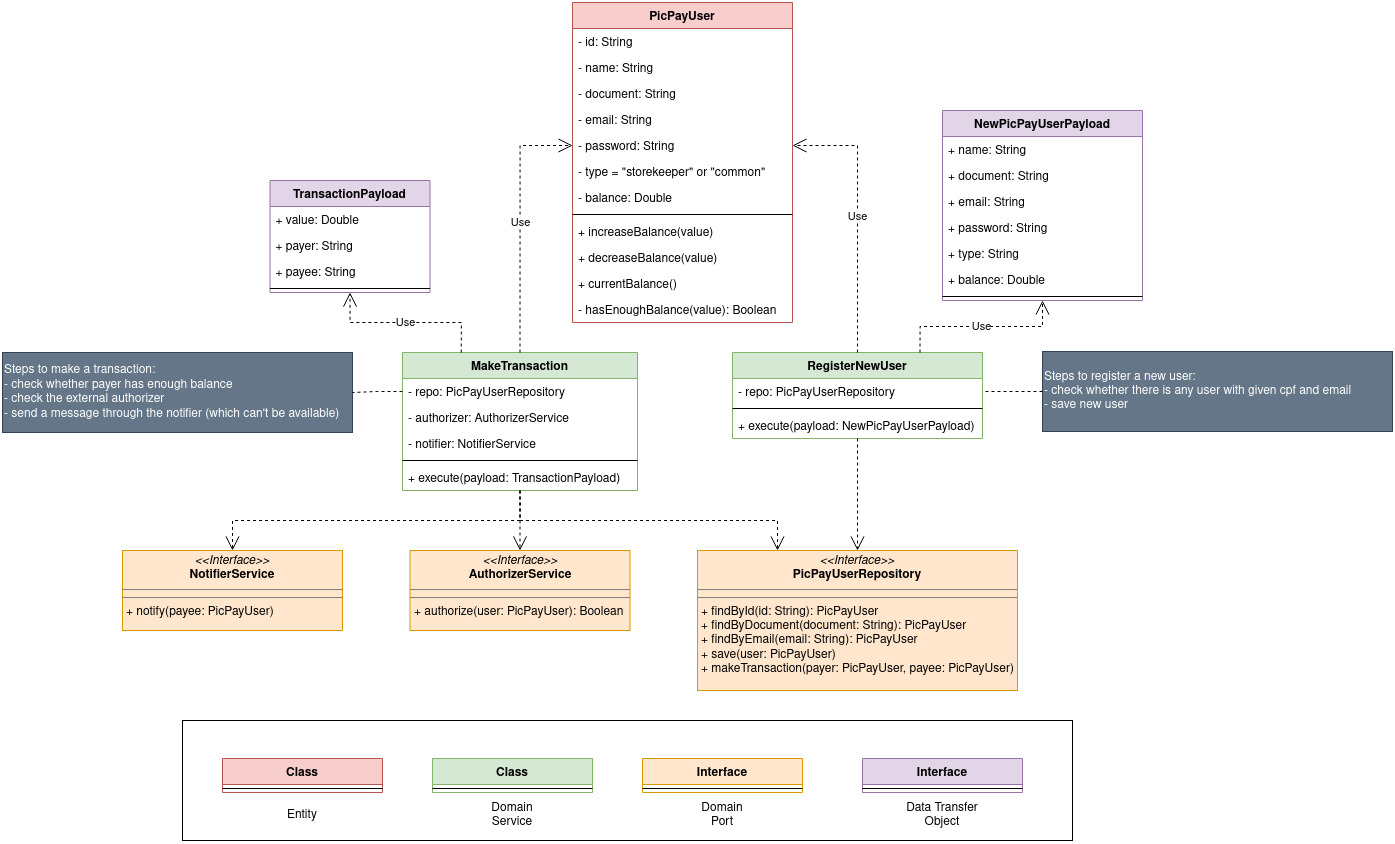 PicPayUser
- id: String
- name: String
- document: String
- email: String
- password: String
- type = "storekeeper" or "common"
- balance: Double
+ increaseBalance(value)
+ decreaseBalance(value)
+ currentBalance()
- hasEnoughBalance(value): Boolean
NewPicPayUserPayload
+ name: String
+ document: String
+ email: String
+ password: String
+ type: String
+ balance: Double
TransactionPayload
+ value: Double
+ payer: String
+ payee: String
Use
Use
Use
Use
Steps to make a transaction:
- check whether payer has enough balance
- check the external authorizer
- send a message through the notifier (which can't be available)
MakeTransaction
- repo: PicPayUserRepository
- authorizer: AuthorizerService
- notifier: NotifierService
+ execute(payload: TransactionPayload)
RegisterNewUser
- repo: PicPayUserRepository
+ execute(payload: NewPicPayUserPayload)
Steps to register a new user:
- check whether there is any user with given cpf and email
- save new user
<<Interface>>
NotifierService
+ notify(payee: PicPayUser)
<<Interface>>
AuthorizerService
+ authorize(user: PicPayUser): Boolean
<<Interface>>
PicPayUserRepository
+ findById(id: String): PicPayUser
+ findByDocument(document: String): PicPayUser
+ findByEmail(email: String): PicPayUser
+ save(user: PicPayUser)
+ makeTransaction(payer: PicPayUser, payee: PicPayUser)
Class
Entity
Class
Domain
Service
Interface
Domain
Port
Interface
Data Transfer
Object